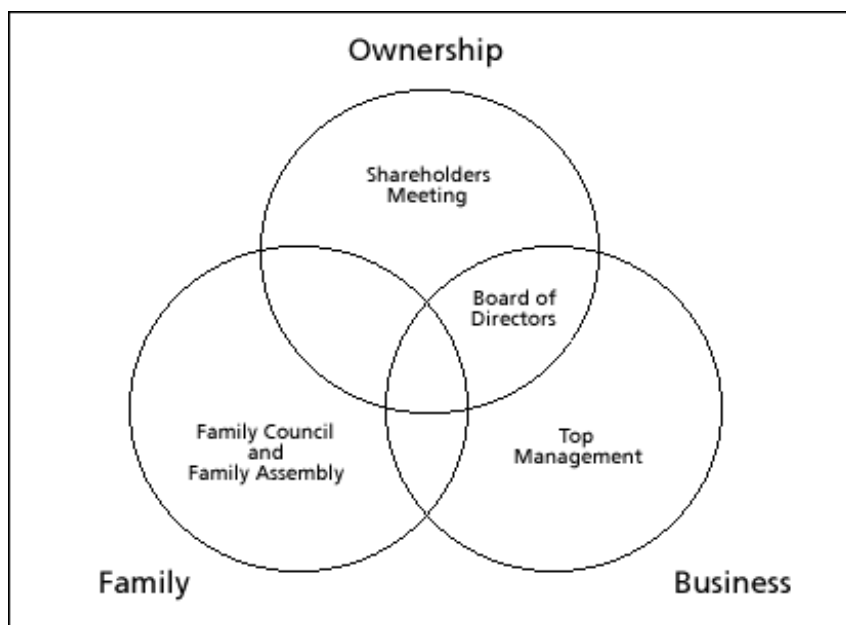 Ownership
Shareholders
Meeting
Board of
Directors
Family Council
and
Family Assembly
Top
Management
Family
Business